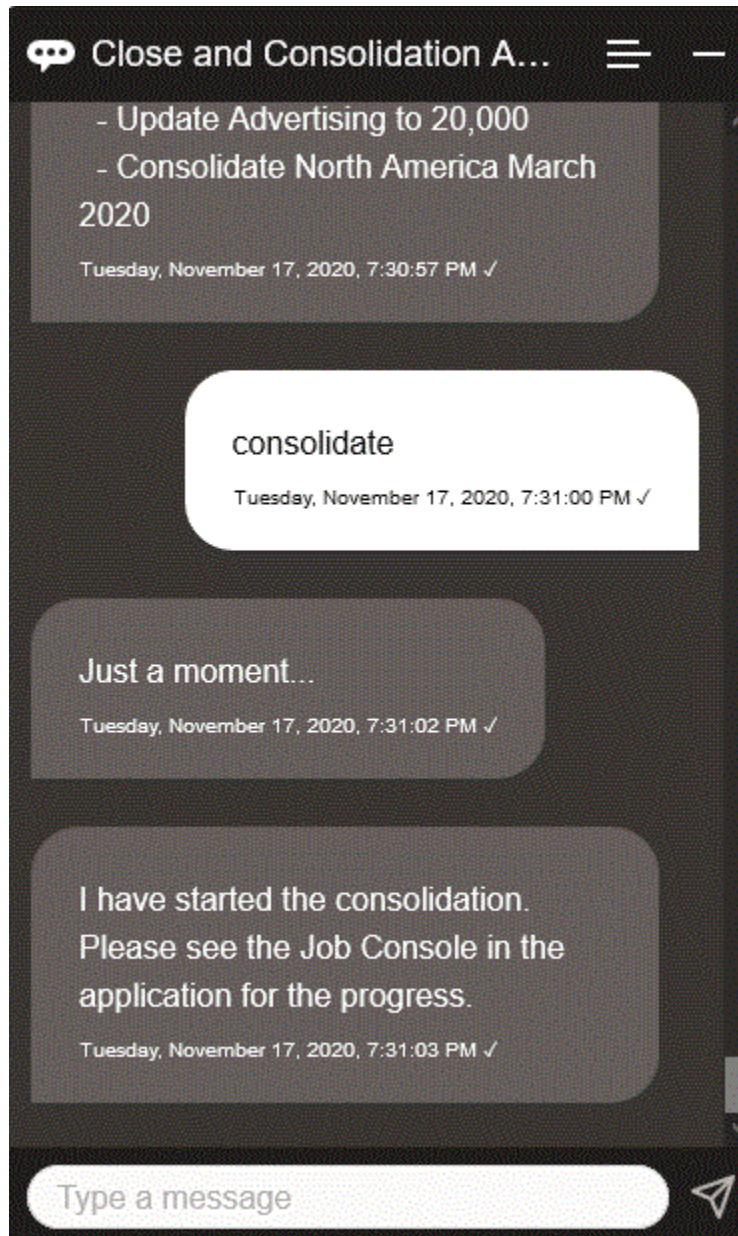 Close and Consolidation A...
- Update Advertising to 20,000
- Consolidate North America March
2020
Tuesday, November 17, 2020, 7:30:57 PM ✓
consolidate
Tuesday, November 17, 2020, 7:31:00 PM ✓
Just a moment...
Tuesday, November 17, 2020, 7:31:02 PM ✓
I have started the consolidation.
Please see the Job Console in the
application for the progress.
Tuesday, November 17, 2020, 7:31:03 PM ✓
Type a message